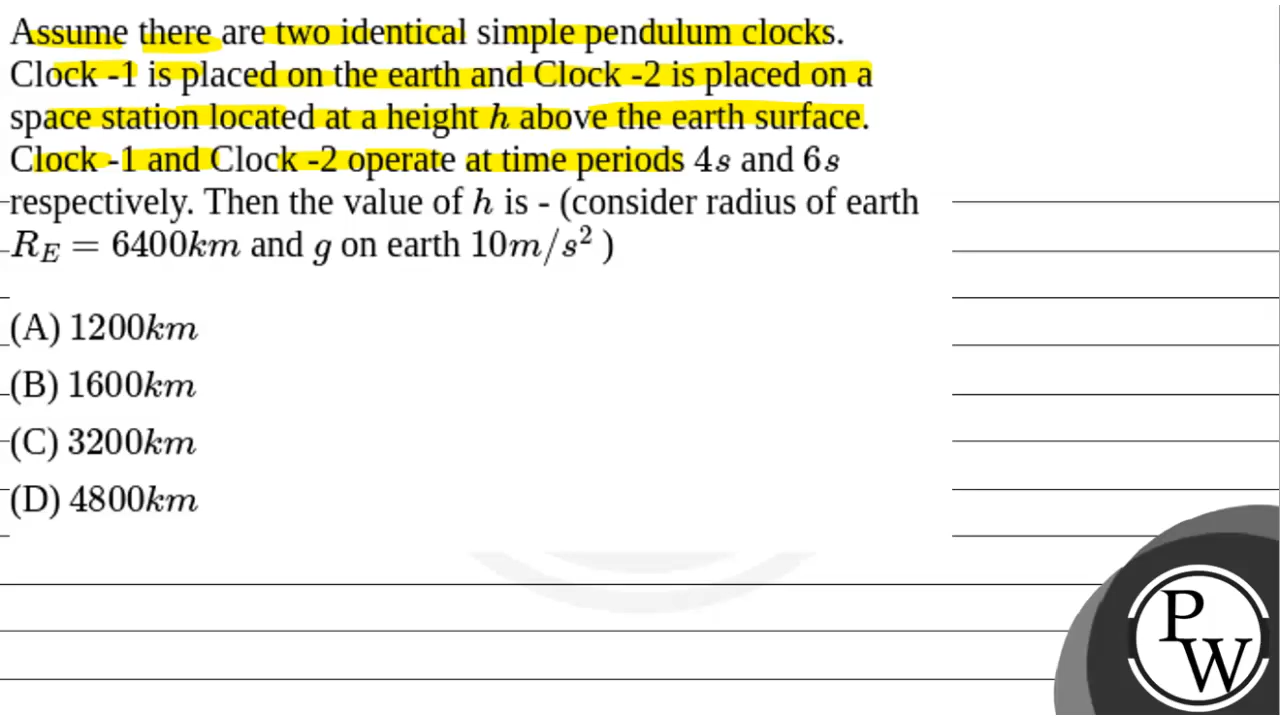 Assume there are two identical simple pendulum clocks.
Clock -1 is placed on the earth and Clock -2 is placed on a
space station located at a height h above the earth surface.
Clock -1 and Clock -2 operate at time periods 4s and 6s
respectively. Then the value of h is - (consider radius of earth
R_E = 6400km and g on earth 10m/s² )
(A) 1200km
(B) 1600km
(C) 3200km
(D) 4800km
P
W